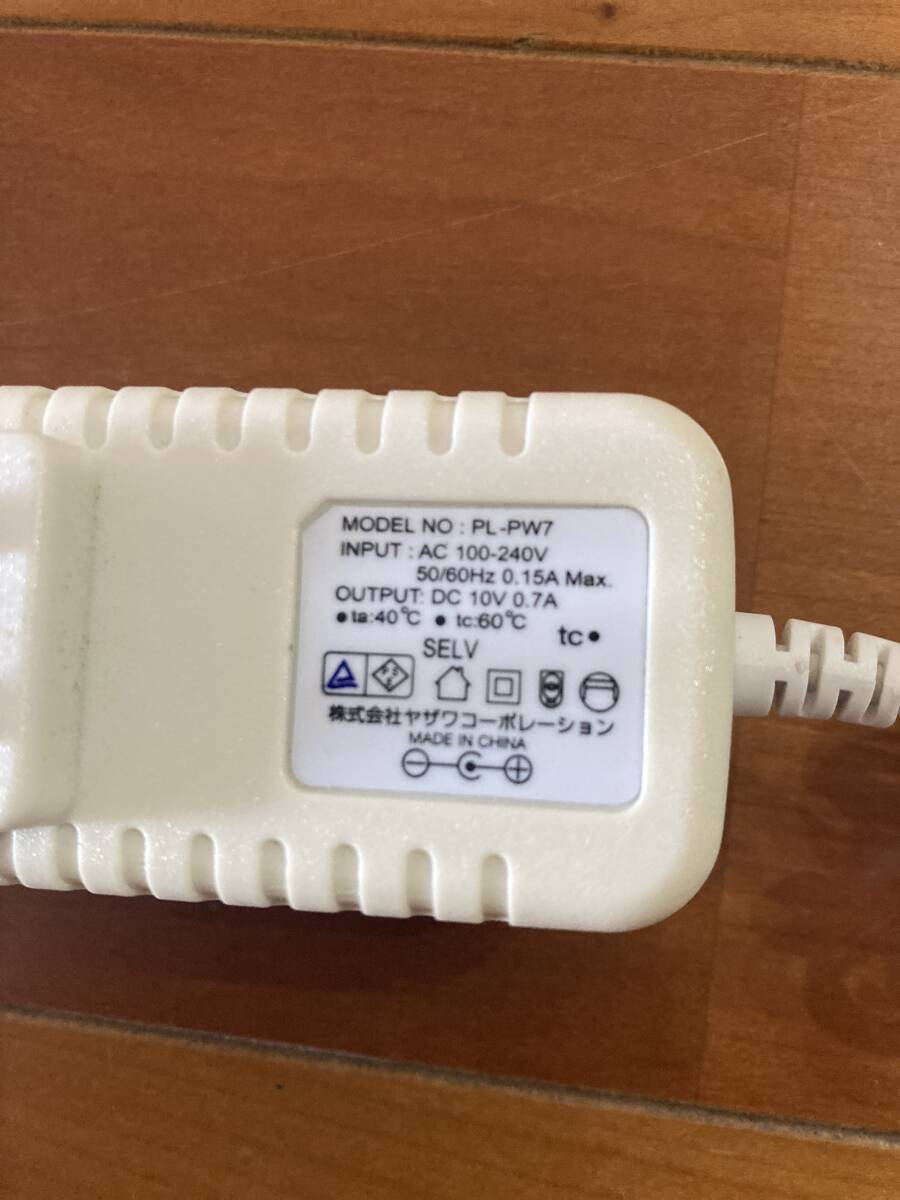 MODEL NO : PL-PW7
INPUT : AC 100-240V
50/60Hz 0.15A Max.
OUTPUT: DC 10V 0.7A
●ta:40℃ ● tc:60℃
tc●
SELV
株式会社ヤザワコーポレーション
MADE IN CHINA